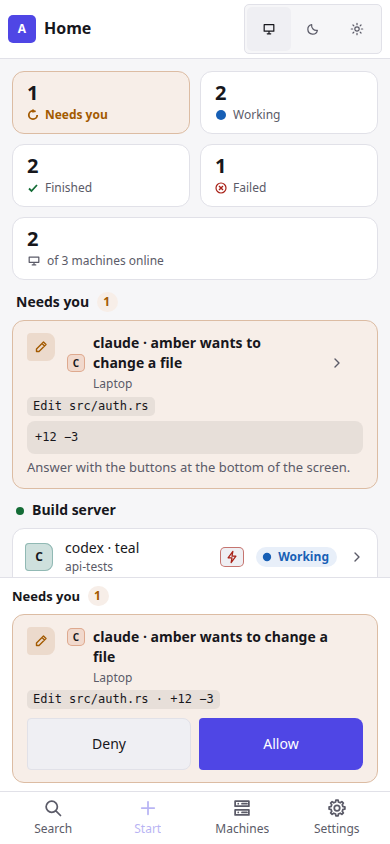 A Home
1
Needs you
2
Working
2
Finished
1
Failed
2
of 3 machines online
Needs you 1
claude · amber wants to
C change a file
Laptop
Edit src/auth.rs
+12 −3
Answer with the buttons at the bottom of the screen.
Build server
C codex · teal Working
api-tests
Needs you 1
C claude · amber wants to change a
file
Laptop
Edit src/auth.rs · +12 −3
Deny Allow
Search Start Machines Settings